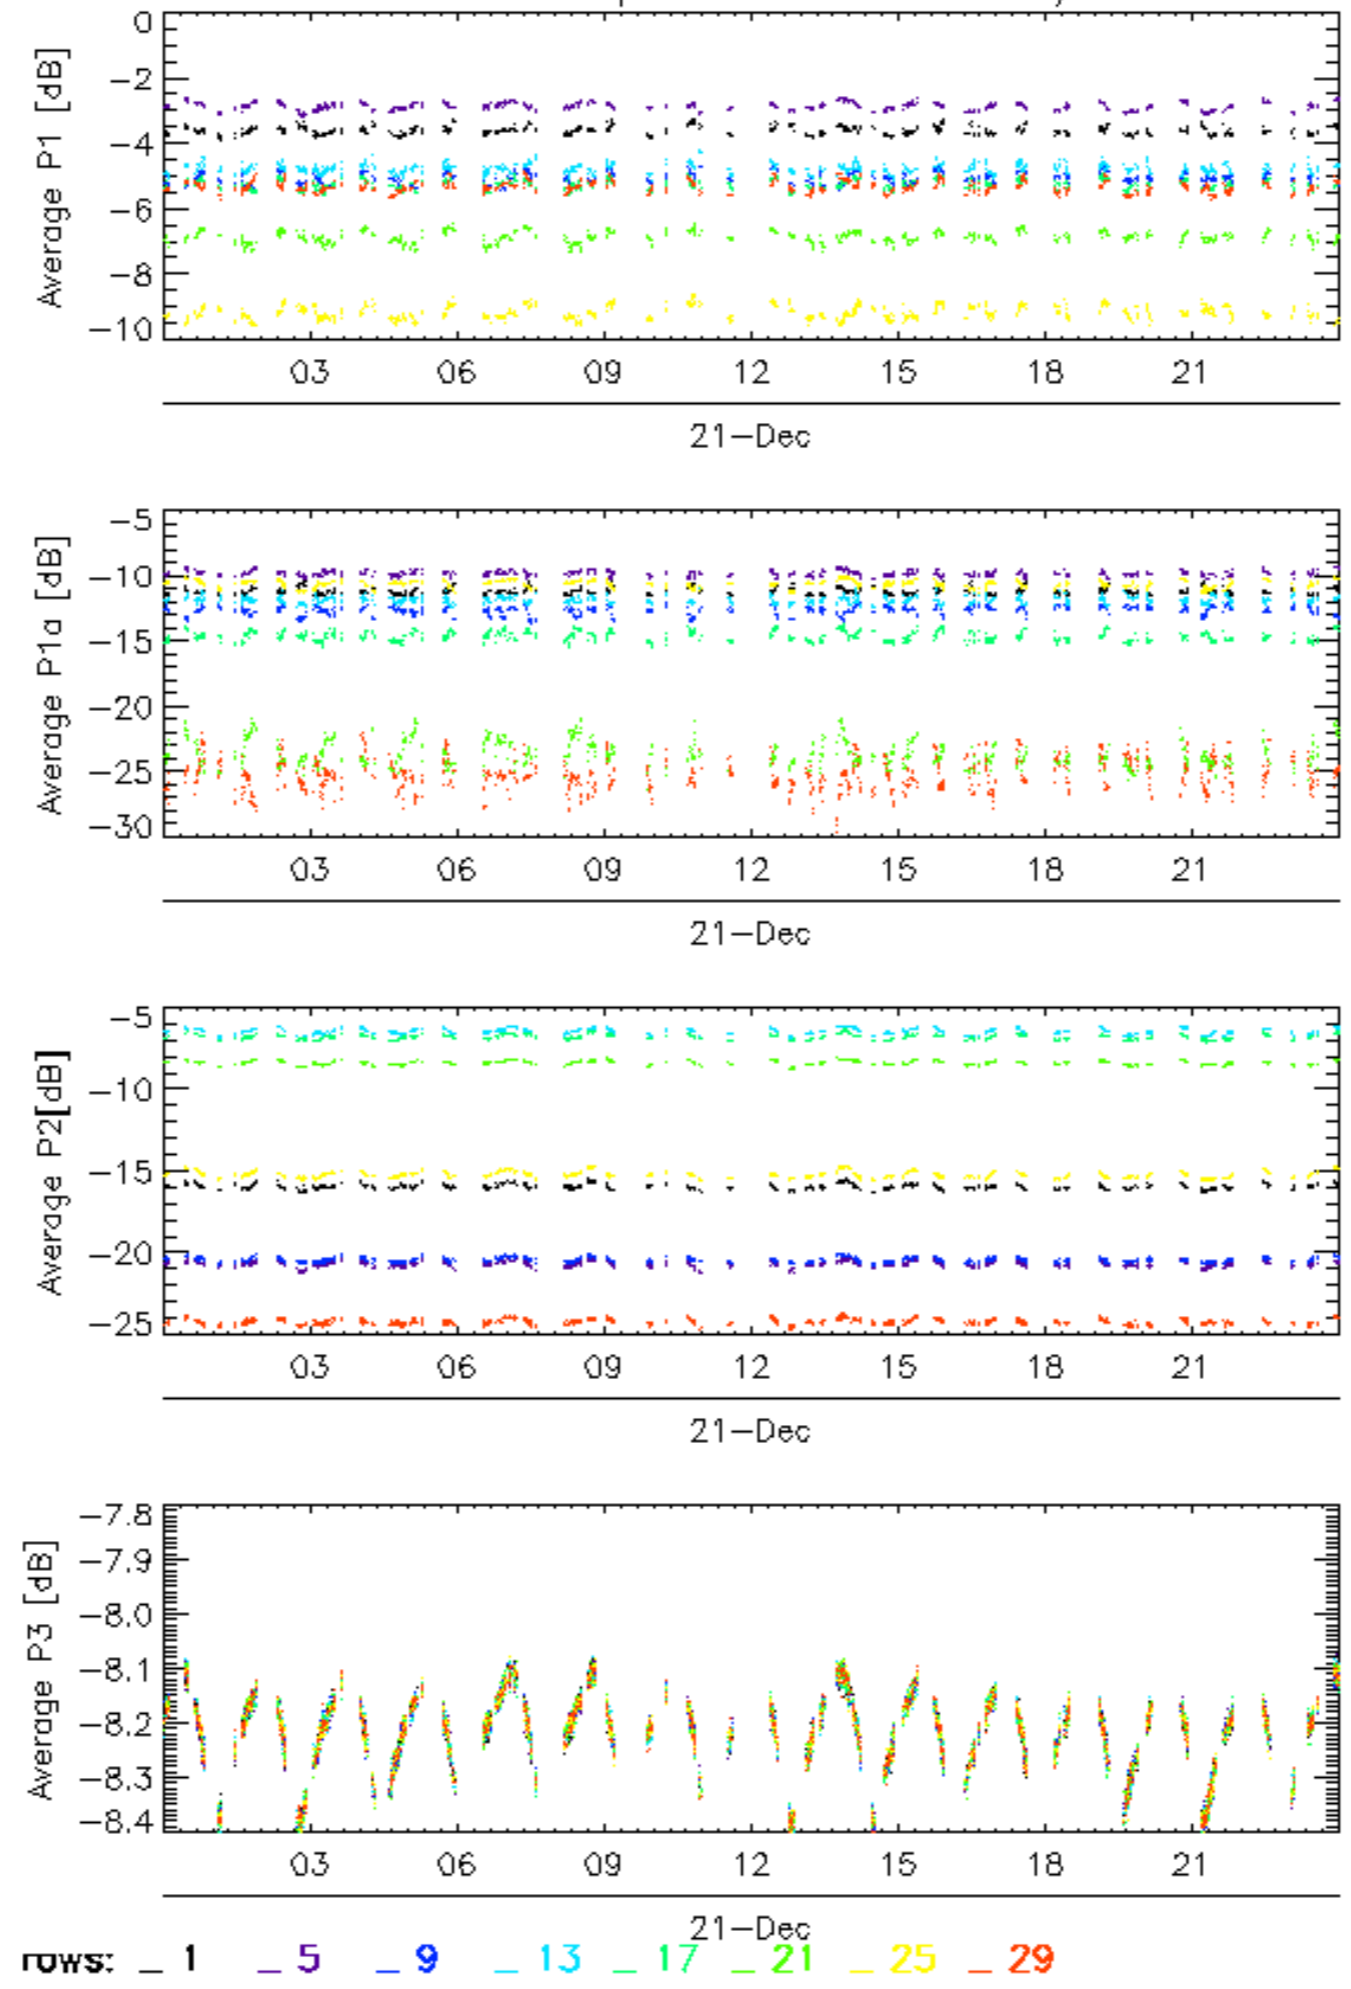 0
−2
−4
−6
−8
−10
Average P1 [dB]
03 06 09 12 15 18 21
21−Dec
−5
−10
−15
−20
−25
−30
Average P1a [dB]
03 06 09 12 15 18 21
21−Dec
−5
−10
−15
−20
−25
Average P2[dB]
03 06 09 12 15 18 21
21−Dec
−7.8
−7.9
−8.0
−8.1
−8.2
−8.3
−8.4
Average P3 [dB]
03 06 09 12 15 18 21
21−Dec
rows: _ 1 _ 5 _ 9 _ 13 _ 17 _ 21 _ 25 _ 29